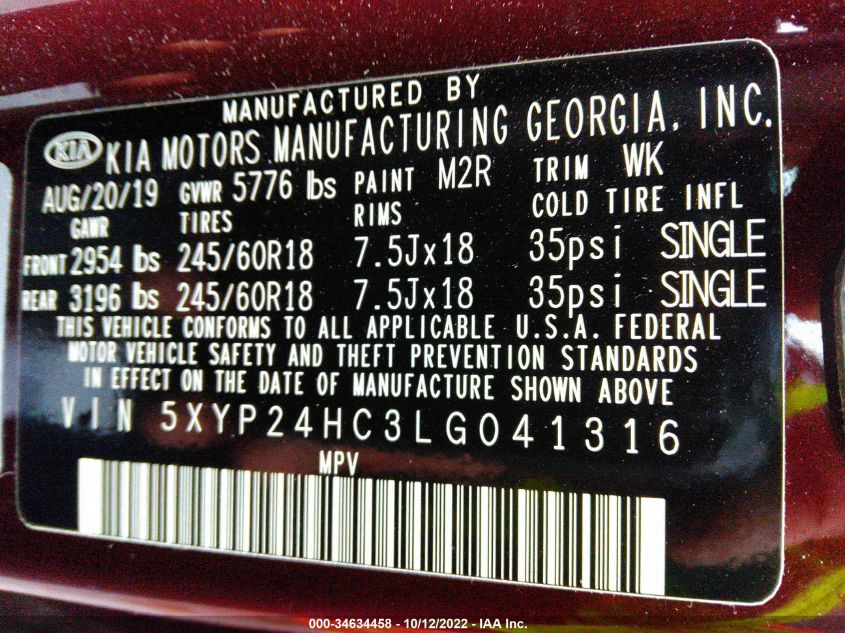 MANUFACTURED BY
KIA KIA MOTORS MANUFACTURING GEORGIA, INC.
AUG/20/19 GVWR 5776 lbs PAINT M2R TRIM WK
GAWR TIRES RIMS COLD TIRE INFL
FRONT 2954 lbs 245/60R18 7.5Jx18 35psi SINGLE
REAR 3196 lbs 245/60R18 7.5Jx18 35psi SINGLE
THIS VEHICLE CONFORMS TO ALL APPLICABLE U.S.A. FEDERAL
MOTOR VEHICLE SAFETY AND THEFT PREVENTION STANDARDS
IN EFFECT ON THE DATE OF MANUFACTURE SHOWN ABOVE
VIN 5XYP24HC3LG041316
MPV
000-34634458 - 10/12/2022 - IAA Inc.